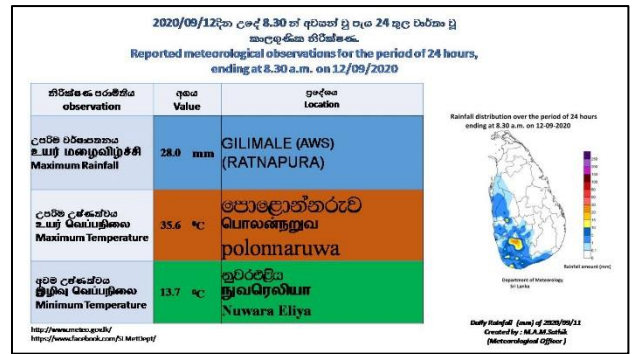 2020/09/12දින උදේ 8.30 න් අවසන් වූ පැය 24 තුල වාර්තා වූ
කාලගුණික නිරීක්ෂණ.
Reported meteorological observations for the period of 24 hours,
ending at 8.30 a.m. on 12/09/2020
නිරීක්ෂණ පරාමිතිය
observation
අගය
Value
ප්‍රදේශය
Location
උපරිම වර්ෂාපතනය
உயர் மழைவீழ்ச்சி
Maximum Rainfall
28.0 mm
GILIMALE (AWS)
(RATNAPURA)
උපරිම උෂ්ණත්වය
உயர் வெப்பநிலை
Maximum Temperature
35.6 °C
පොළොන්නරුව
பொலன்நறுவ
polonnaruwa
අවම උෂ්ණත්වය
இழிவு வெப்பநிலை
Minimum Temperature
13.7 °C
නුවරඑළිය
நுவரெலியா
Nuwara Eliya
Rainfall distribution over the period of 24 hours
ending at 8.30 a.m. on 12-09-2020
Rainfall amount (mm)
Department of Meteorology
Sri Lanka
http://www.meteo.gov.lk/
https://www.facebook.com/SLMetDept/
Daily Rainfall (mm) of 2020/09/11
Created by : M.A.M.Sathik
(Meteorological Officer )